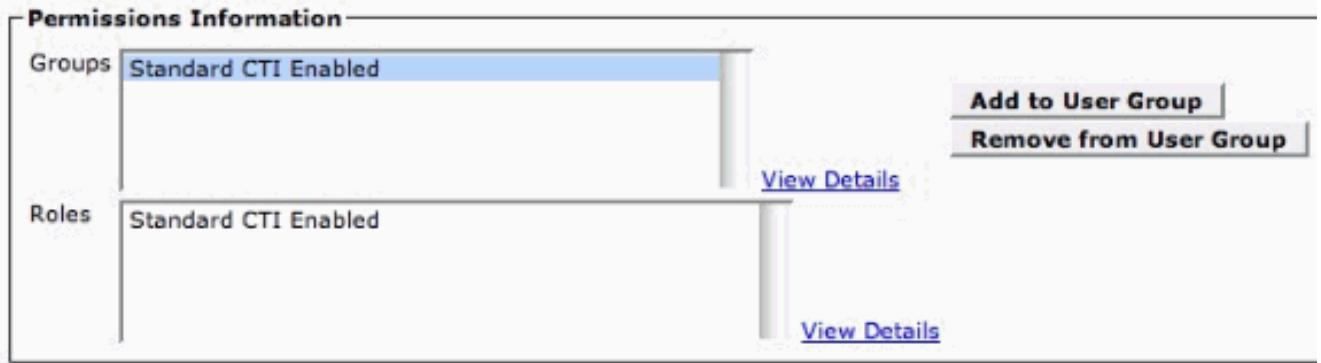 Permissions Information
Groups
Standard CTI Enabled
Add to User Group
Remove from User Group
View Details
Roles
Standard CTI Enabled
View Details